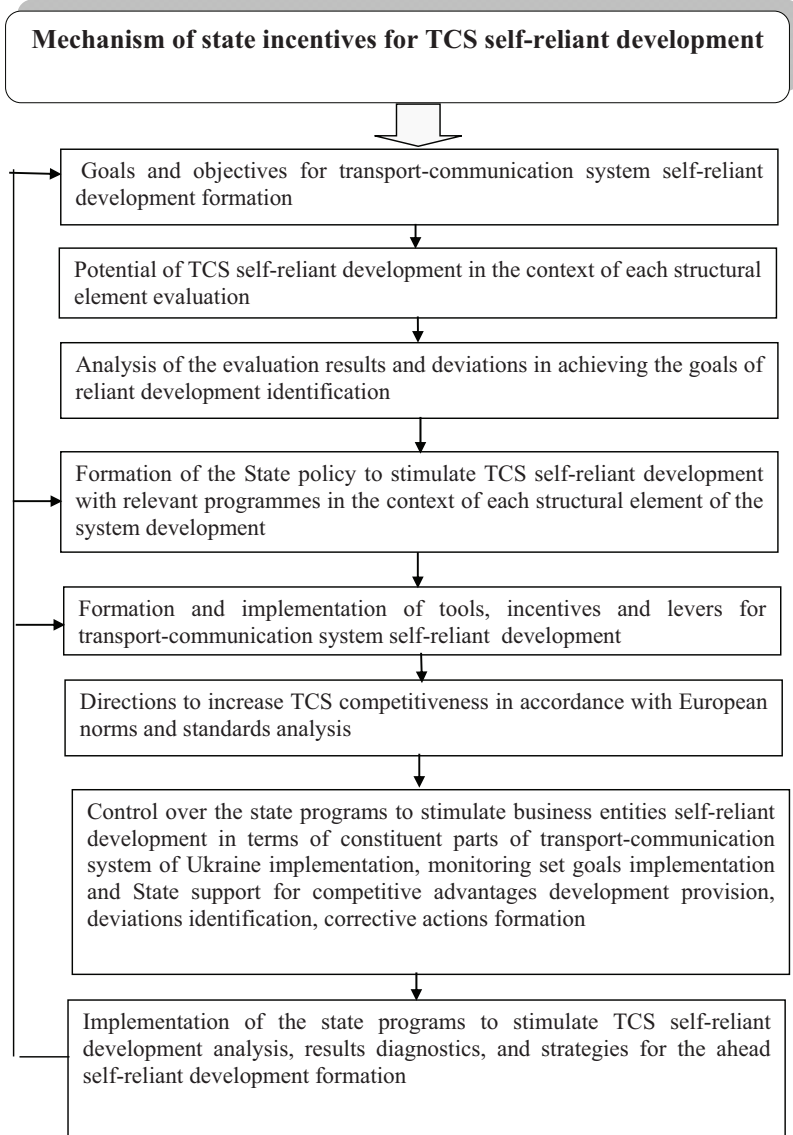 Mechanism of state incentives for TCS self-reliant development
Goals and objectives for transport-communication system self-reliant
development formation
Potential of TCS self-reliant development in the context of each structural
element evaluation
Analysis of the evaluation results and deviations in achieving the goals of
reliant development identification
Formation of the State policy to stimulate TCS self-reliant development
with relevant programmes in the context of each structural element of the
system development
Formation and implementation of tools, incentives and levers for
transport-communication system self-reliant development
Directions to increase TCS competitiveness in accordance with European
norms and standards analysis
Control over the state programs to stimulate business entities self-reliant
development in terms of constituent parts of transport-communication
system of Ukraine implementation, monitoring set goals implementation
and State support for competitive advantages development provision,
deviations identification, corrective actions formation
Implementation of the state programs to stimulate TCS self-reliant
development analysis, results diagnostics, and strategies for the ahead
self-reliant development formation